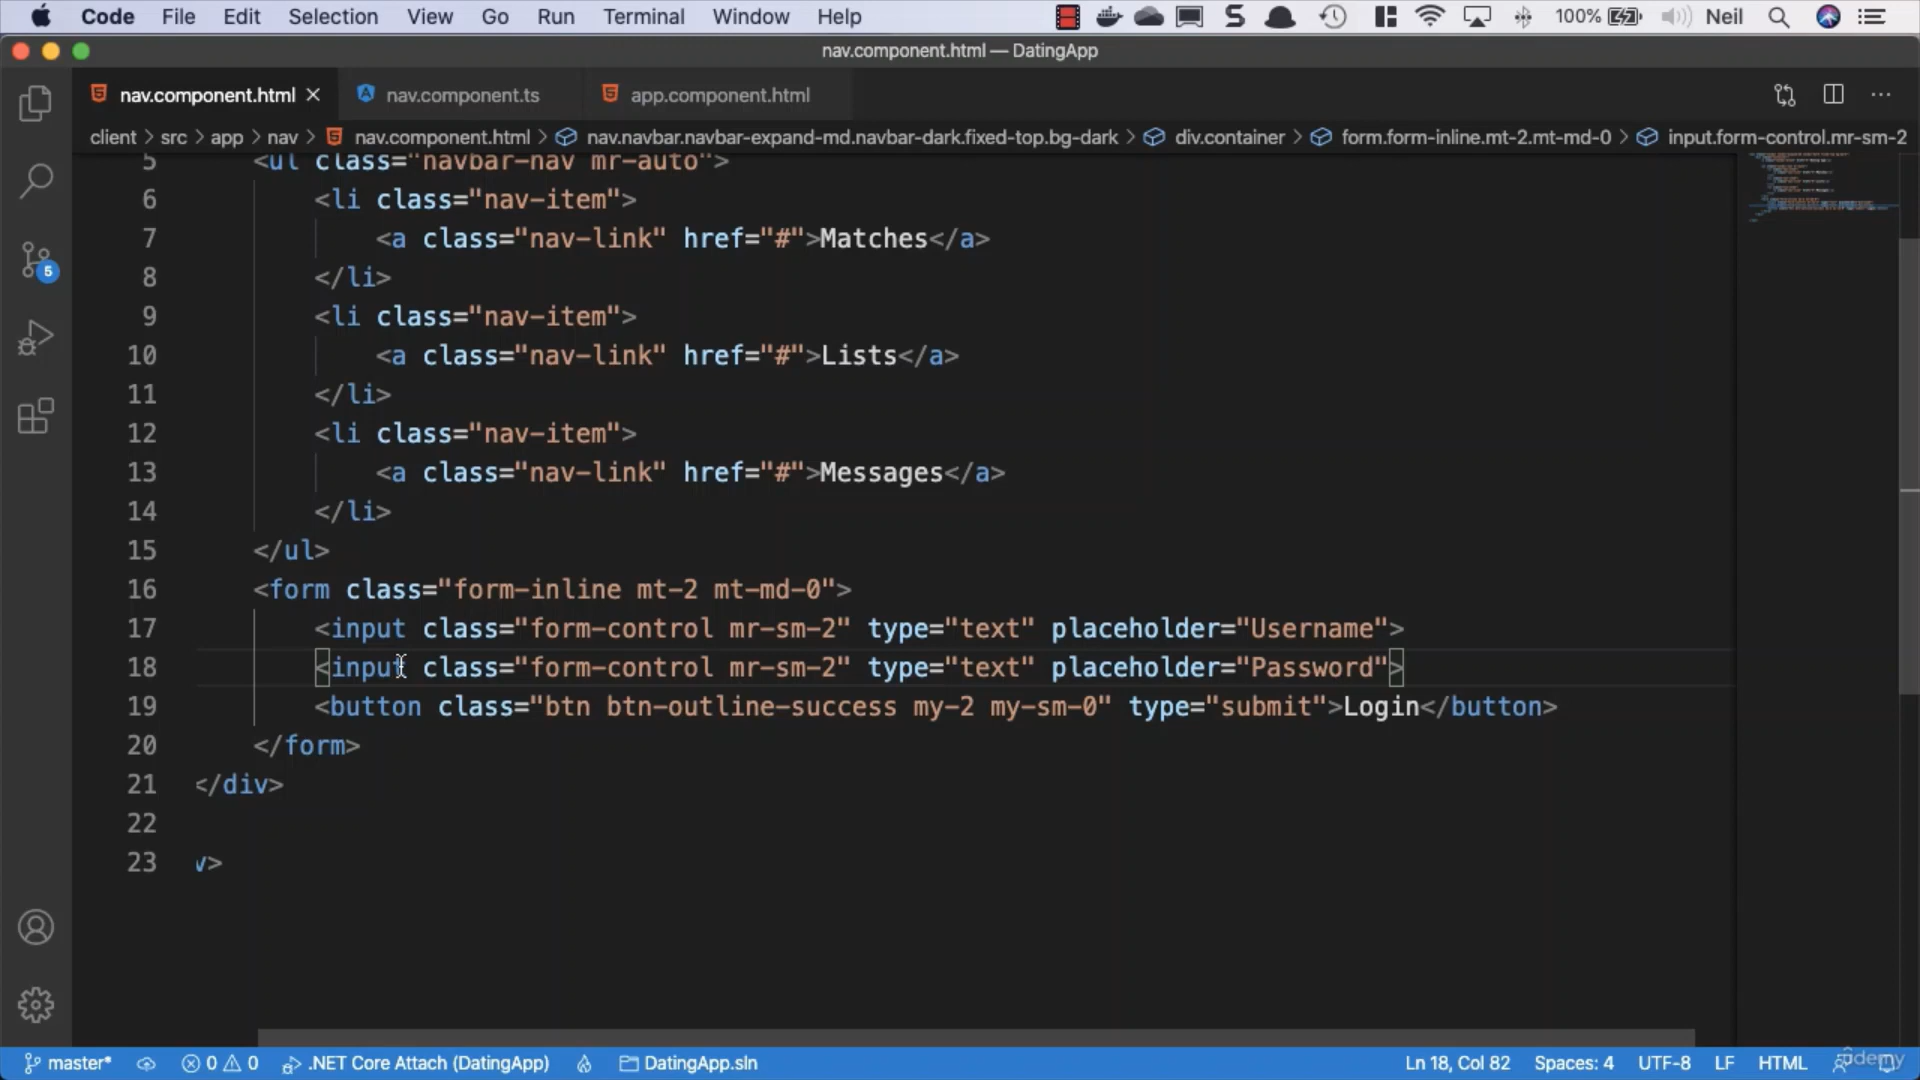 Code File Edit Selection View Go Run Terminal Window Help 100% Neil
nav.component.html — DatingApp
nav.component.html nav.component.ts app.component.html
client > src > app > nav > nav.component.html > nav.navbar.navbar-expand-md.navbar-dark.fixed-top.bg-dark > div.container > form.form-inline.mt-2.mt-md-0 > input.form-control.mr-sm-2
5 <ul class="navbar-nav mr-auto">
6 <li class="nav-item">
7 <a class="nav-link" href="#">Matches</a>
8 </li>
9 <li class="nav-item">
10 <a class="nav-link" href="#">Lists</a>
11 </li>
12 <li class="nav-item">
13 <a class="nav-link" href="#">Messages</a>
14 </li>
15 </ul>
16 <form class="form-inline mt-2 mt-md-0">
17 <input class="form-control mr-sm-2" type="text" placeholder="Username">
18 <input class="form-control mr-sm-2" type="text" placeholder="Password">
19 <button class="btn btn-outline-success my-2 my-sm-0" type="submit">Login</button>
20 </form>
21 </div>
22
23 v>
5
master* 0 0 .NET Core Attach (DatingApp) DatingApp.sln Ln 18, Col 82 Spaces: 4 UTF-8 LF HTML
udemy